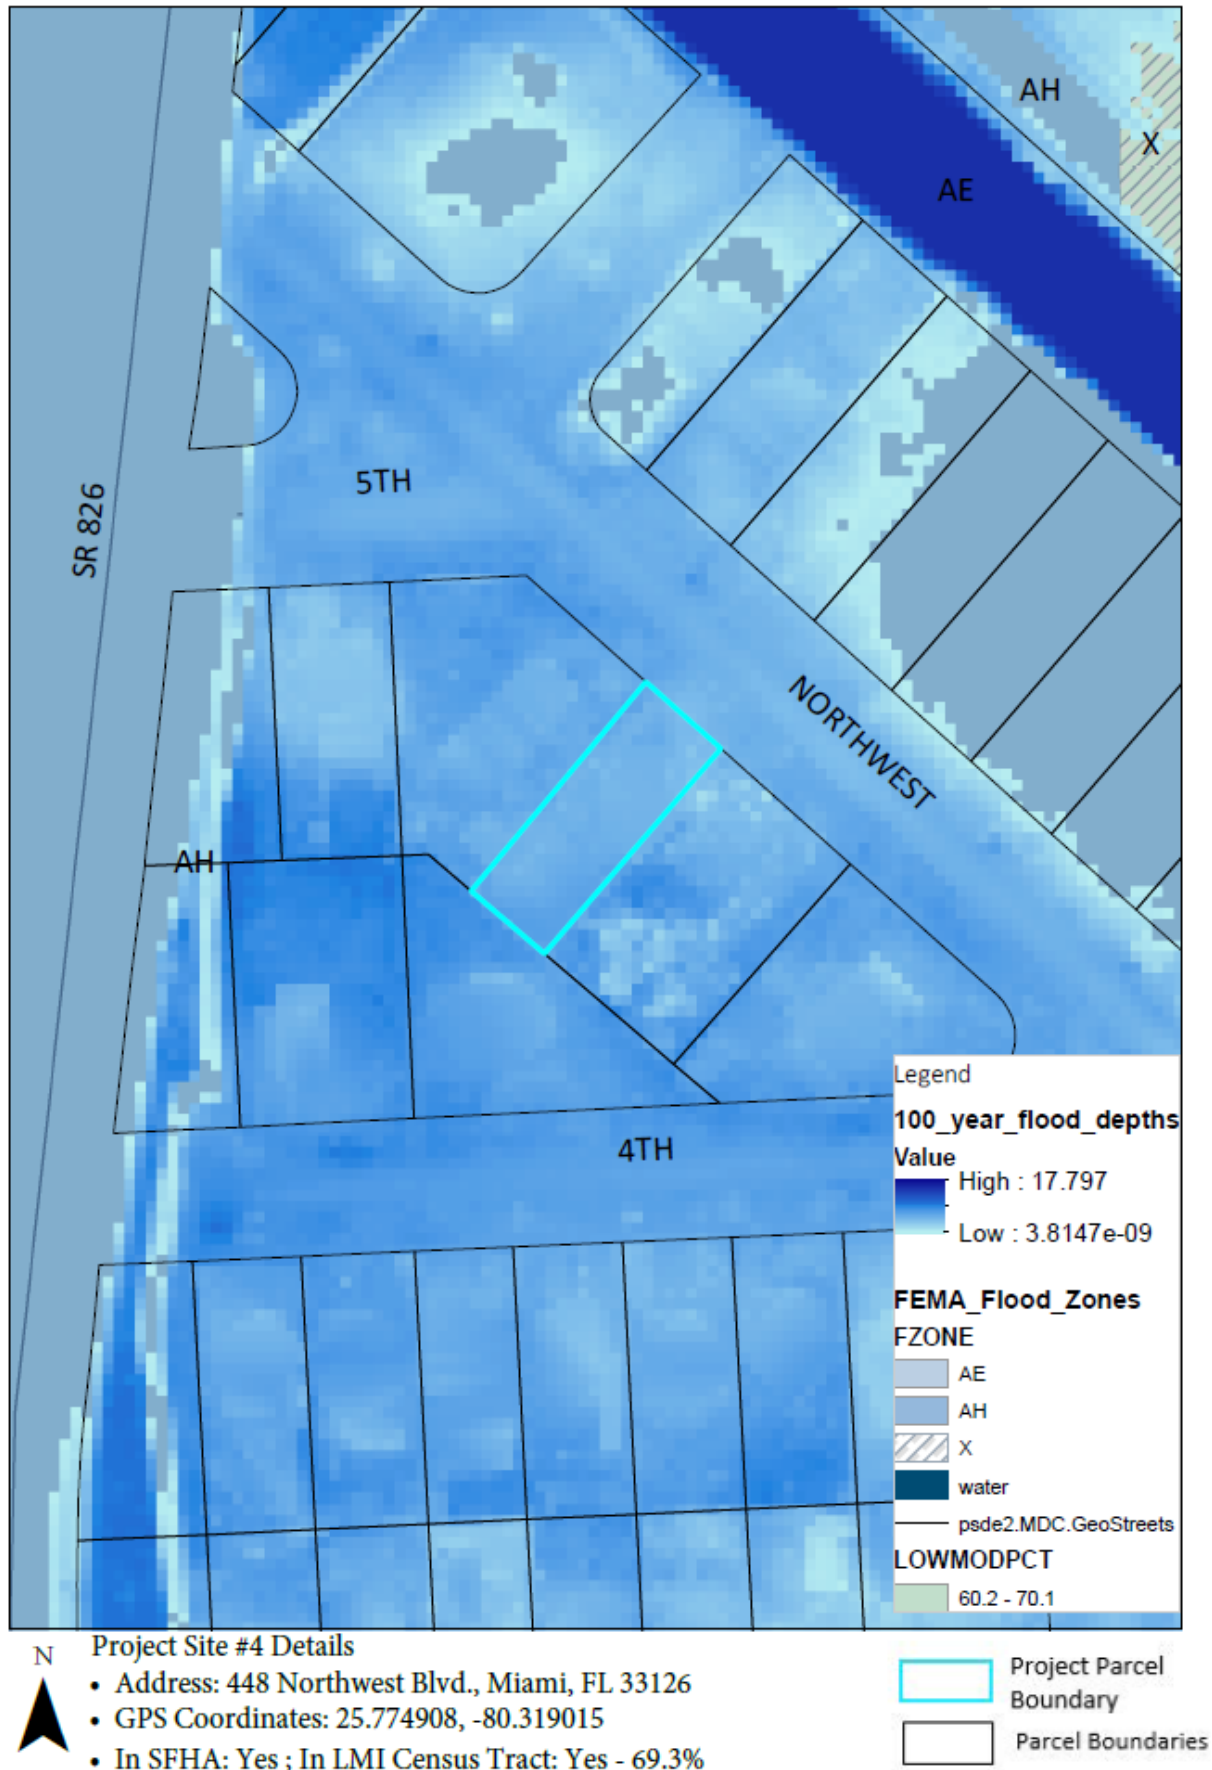 AH
X
AE
5TH
SR 826
NORTHWEST
AH
4TH
Legend
100_year_flood_depths
Value
High : 17.797
Low : 3.8147e-09
FEMA_Flood_Zones
FZONE
AE
AH
X
water
psde2.MDC.GeoStreets
LOWMODPCT
60.2 - 70.1
N
Project Site #4 Details
• Address: 448 Northwest Blvd., Miami, FL 33126
• GPS Coordinates: 25.774908, -80.319015
• In SFHA: Yes ; In LMI Census Tract: Yes - 69.3%
Project Parcel
Boundary
Parcel Boundaries